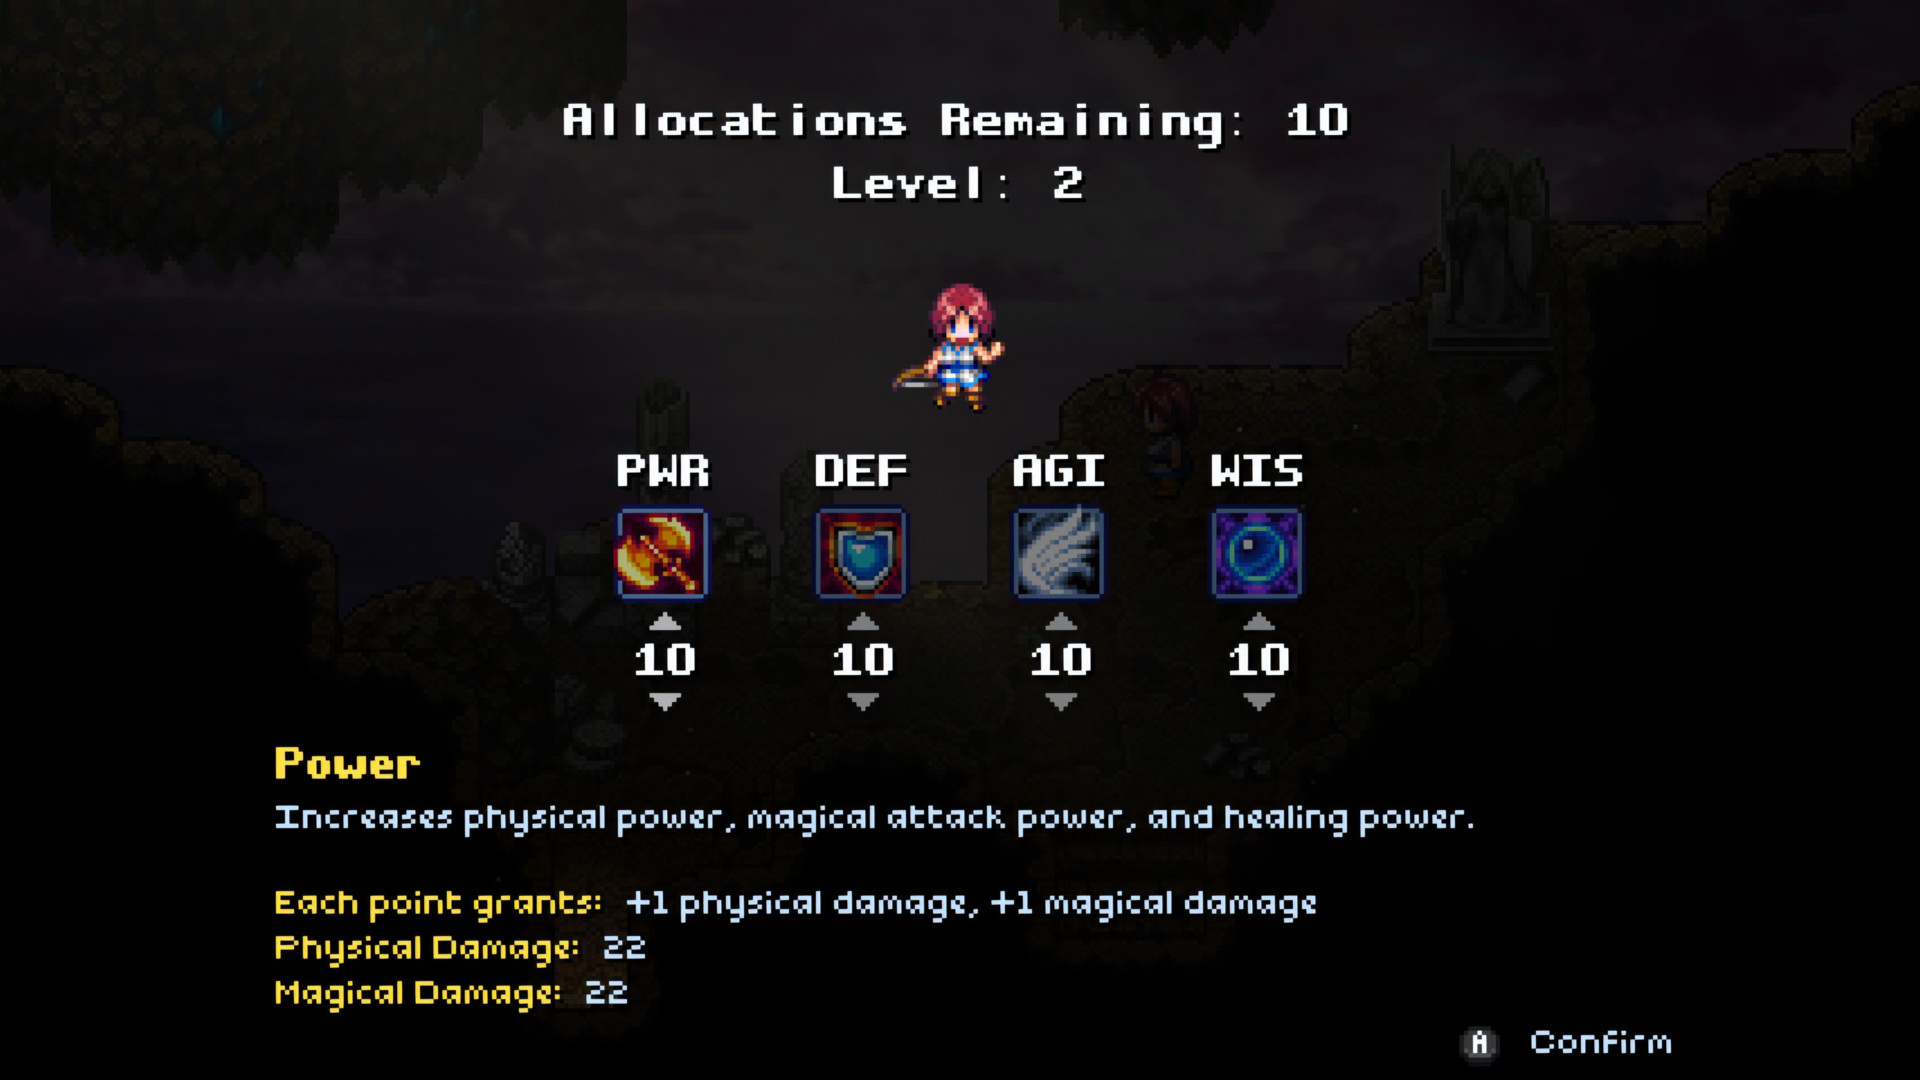 Allocations Remaining: 10
Level: 2
PWR DEF AGI WIS
10 10 10 10
Power
Increases physical power, magical attack power, and healing power.
Each point grants: +1 physical damage, +1 magical damage
Physical Damage: 22
Magical Damage: 22
A Confirm